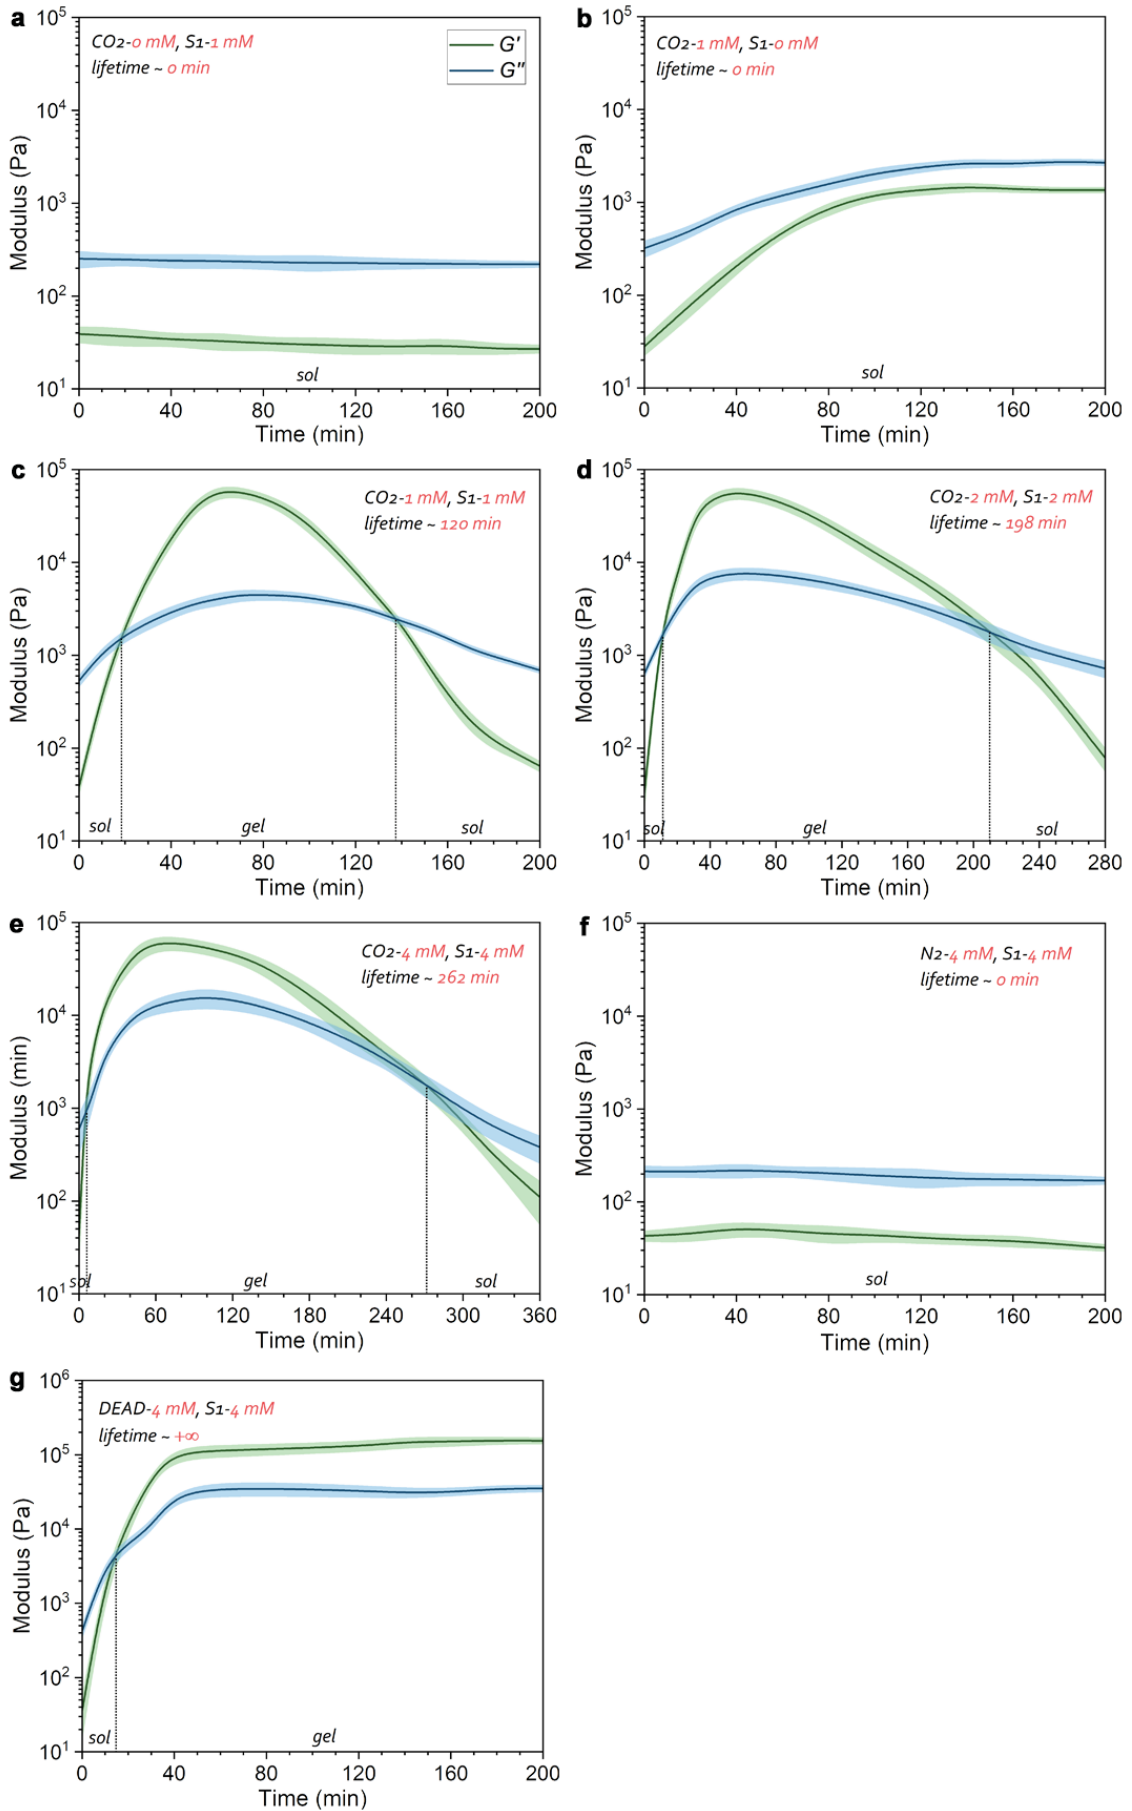 a
CO2-0 mM, S1-1 mM
lifetime ~ 0 min
G'
G"
Modulus (Pa)
10^5
10^4
10^3
10^2
10^1
sol
0 40 80 120 160 200
Time (min)
b
CO2-1 mM, S1-0 mM
lifetime ~ 0 min
Modulus (Pa)
10^5
10^4
10^3
10^2
10^1
sol
0 40 80 120 160 200
Time (min)
c
CO2-1 mM, S1-1 mM
lifetime ~ 120 min
Modulus (Pa)
10^5
10^4
10^3
10^2
10^1
sol gel sol
0 40 80 120 160 200
Time (min)
d
CO2-2 mM, S1-2 mM
lifetime ~ 198 min
Modulus (Pa)
10^5
10^4
10^3
10^2
10^1
sol gel sol
0 40 80 120 160 200 240 280
Time (min)
e
CO2-4 mM, S1-4 mM
lifetime ~ 262 min
Modulus (min)
10^5
10^4
10^3
10^2
10^1
sol gel sol
0 60 120 180 240 300 360
Time (min)
f
N2-4 mM, S1-4 mM
lifetime ~ 0 min
Modulus (Pa)
10^5
10^4
10^3
10^2
10^1
sol
0 40 80 120 160 200
Time (min)
g
DEAD-4 mM, S1-4 mM
lifetime ~ +∞
Modulus (Pa)
10^6
10^5
10^4
10^3
10^2
10^1
sol gel
0 40 80 120 160 200
Time (min)